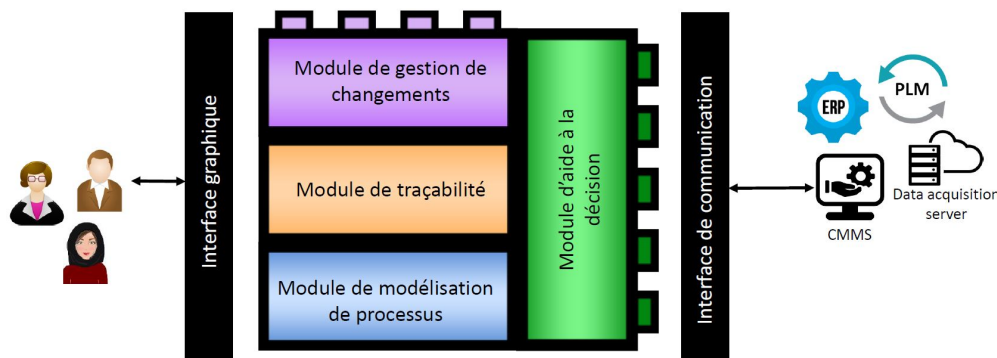 Interface graphique
Module de gestion de
changements
Module de traçabilité
Module de modélisation
de processus
Module d'aide à la
décision
Interface de communication
ERP
PLM
CMMS
Data acquisition
server